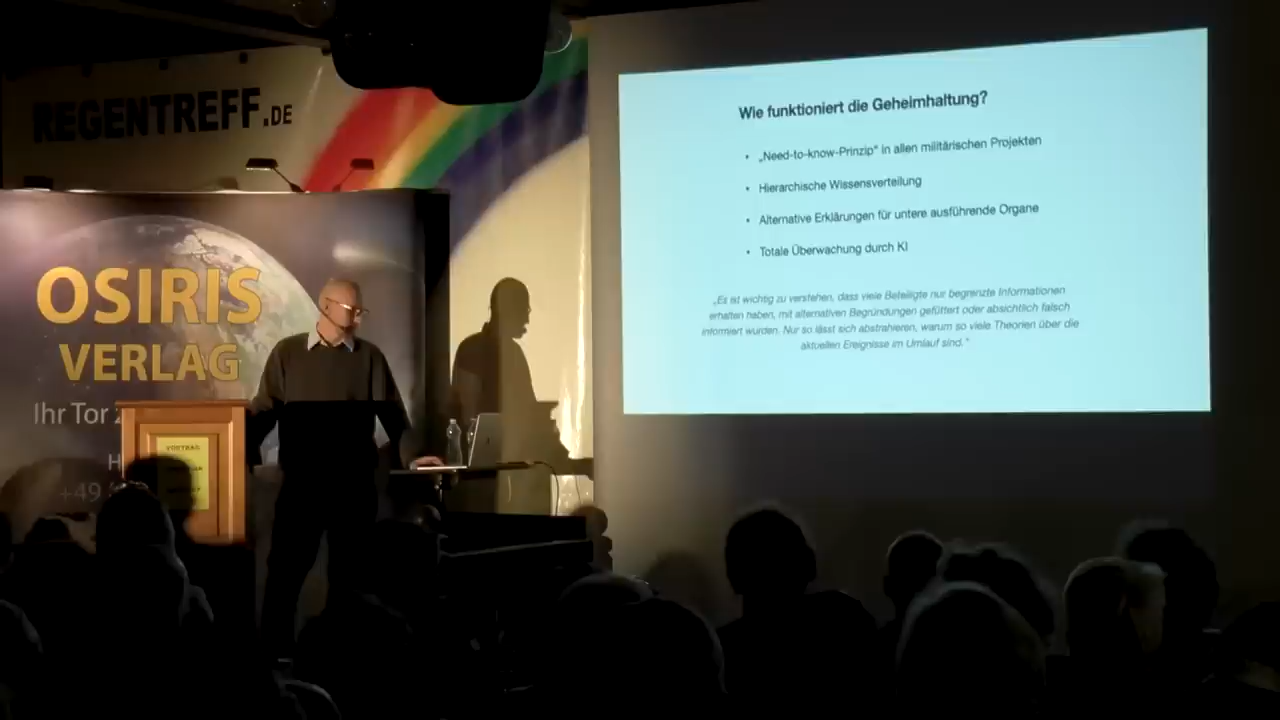 REGENTREFF.DE
OSIRIS
VERLAG
Ihr Tor
+49
VORTRAG
Wie funktioniert die Geheimhaltung?
• „Need-to-know-Prinzip“ in allen militärischen Projekten
• Hierarchische Wissensverteilung
• Alternative Erklärungen für untere ausführende Organe
• Totale Überwachung durch KI
„Es ist wichtig zu verstehen, dass viele Beteiligte nur begrenzte Informationen
erhalten haben, mit alternativen Begründungen gefüttert oder absichtlich falsch
informiert wurden. Nur so lässt sich abstrahieren, warum so viele Theorien über die
aktuellen Ereignisse im Umlauf sind.“